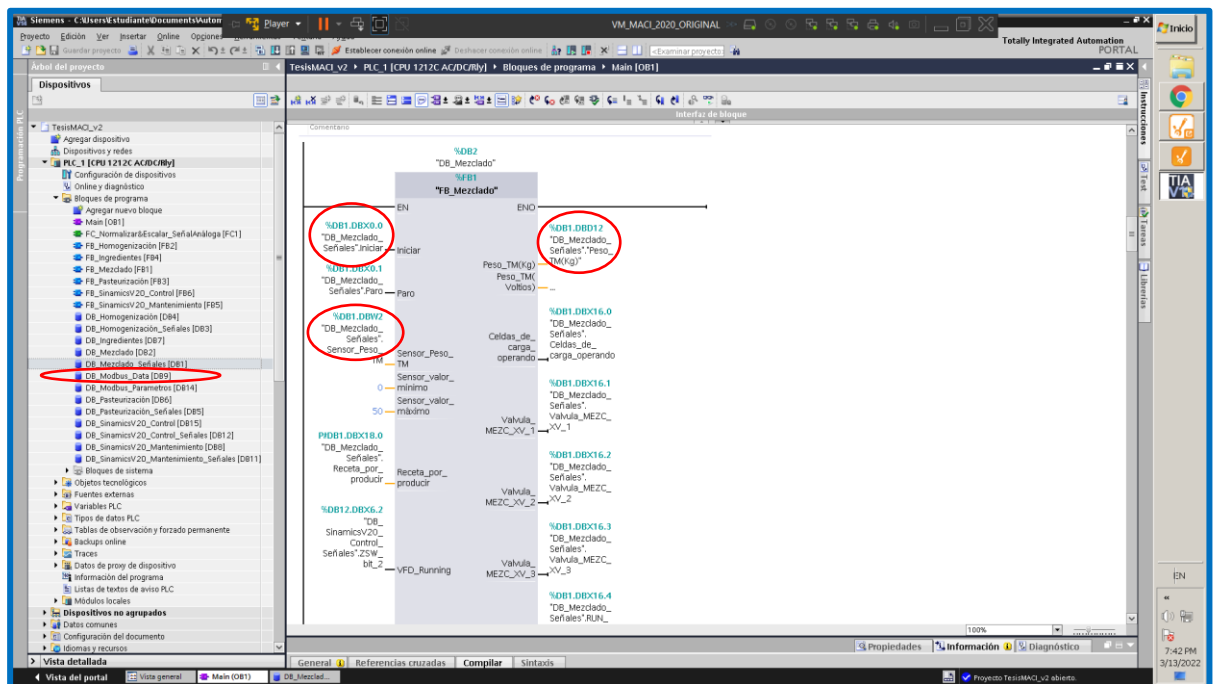 Siemens - C:\Users\Estudiante\Documents\Autom
Player
VM_MACI_2020_ORIGINAL
Inicio
Proyecto Edición Ver Insertar Online Opciones
Totally Integrated Automation
PORTAL
Guardar proyecto
Establecer conexión online
Deshacer conexión online
<Examinar proyecto>
Árbol del proyecto
TesisMACI_v2 PLC_1 [CPU 1212C AC/DC/Rly] Bloques de programa Main [OB1]
Dispositivos
Interfaz de bloque
Programación PLC
Instrucciones
Test
Tareas
Librerías
TesisMACI_v2
Agregar dispositivo
Dispositivos y redes
PLC_1 [CPU 1212C AC/DC/Rly]
Configuración de dispositivos
Online y diagnóstico
Bloques de programa
Agregar nuevo bloque
Main [OB1]
FC_Normalizar&Escalar_SeñalAnáloga [FC1]
FB_Homogenización [FB2]
FB_Ingredientes [FB4]
FB_Mezclado [FB1]
FB_Pasteurización [FB3]
FB_SinamicsV20_Control [FB6]
FB_SinamicsV20_Mantenimiento [FB5]
DB_Homogenización [DB4]
DB_Homogenización_Señales [DB3]
DB_Ingredientes [DB7]
DB_Mezclado [DB2]
DB_Mezclado_Señales [DB1]
DB_Modbus_Data [DB9]
DB_Modbus_Parametros [DB14]
DB_Pasteurización [DB6]
DB_Pasteurización_Señales [DB5]
DB_SinamicsV20_Control [DB15]
DB_SinamicsV20_Control_Señales [DB12]
DB_SinamicsV20_Mantenimiento [DB8]
DB_SinamicsV20_Mantenimiento_Señales [DB11]
Bloques de sistema
Objetos tecnológicos
Fuentes externas
Variables PLC
Tipos de datos PLC
Tablas de observación y forzado permanente
Backups online
Traces
Datos de proxy de dispositivo
Información del programa
Listas de textos de aviso PLC
Módulos locales
Dispositivos no agrupados
Datos comunes
Configuración del documento
Idiomas y recursos
Vista detallada
Comentario
%DB2
"DB_Mezclado"
%FB1
"FB_Mezclado"
EN
ENO
%DB1.DBX0.0
"DB_Mezclado_
Señales".Iniciar
Iniciar
%DB1.DBX0.1
"DB_Mezclado_
Señales".Paro
Paro
%DB1.DBW2
"DB_Mezclado_
Señales".
Sensor_Peso_
TM
Sensor_Peso_
TM
Sensor_valor_
0
minimo
Sensor_valor_
50
máximo
P#DB1.DBX18.0
"DB_Mezclado_
Señales".
Receta_por_
producir
Receta_por_
producir
%DB12.DBX6.2
"DB_
SinamicsV20_
Control_
Señales".ZSW_
bit_2
VFD_Running
%DB1.DBD12
"DB_Mezclado_
Señales"."Peso_
TM(Kg)"
Peso_TM(Kg)
Peso_TM(
Voltios)
...
%DB1.DBX16.0
"DB_Mezclado_
Señales".
Celdas_de_
carga_operando
Celdas_de_
carga_
operando
%DB1.DBX16.1
"DB_Mezclado_
Señales".
Valvula_MEZC_
XV_1
Valvula_
MEZC_XV_1
%DB1.DBX16.2
"DB_Mezclado_
Señales".
Valvula_MEZC_
XV_2
Valvula_
MEZC_XV_2
%DB1.DBX16.3
"DB_Mezclado_
Señales".
Valvula_MEZC_
XV_3
Valvula_
MEZC_XV_3
%DB1.DBX16.4
"DB_Mezclado_
Señales".RUN_
100%
Propiedades Información Diagnóstico
General Referencias cruzadas Compilar Sintaxis
Vista del portal
Vista general
Main (OB1)
DB_Mezclad...
Proyecto TesisMACI_v2 abierto.
TIA
V15
EN
7:42 PM
3/13/2022